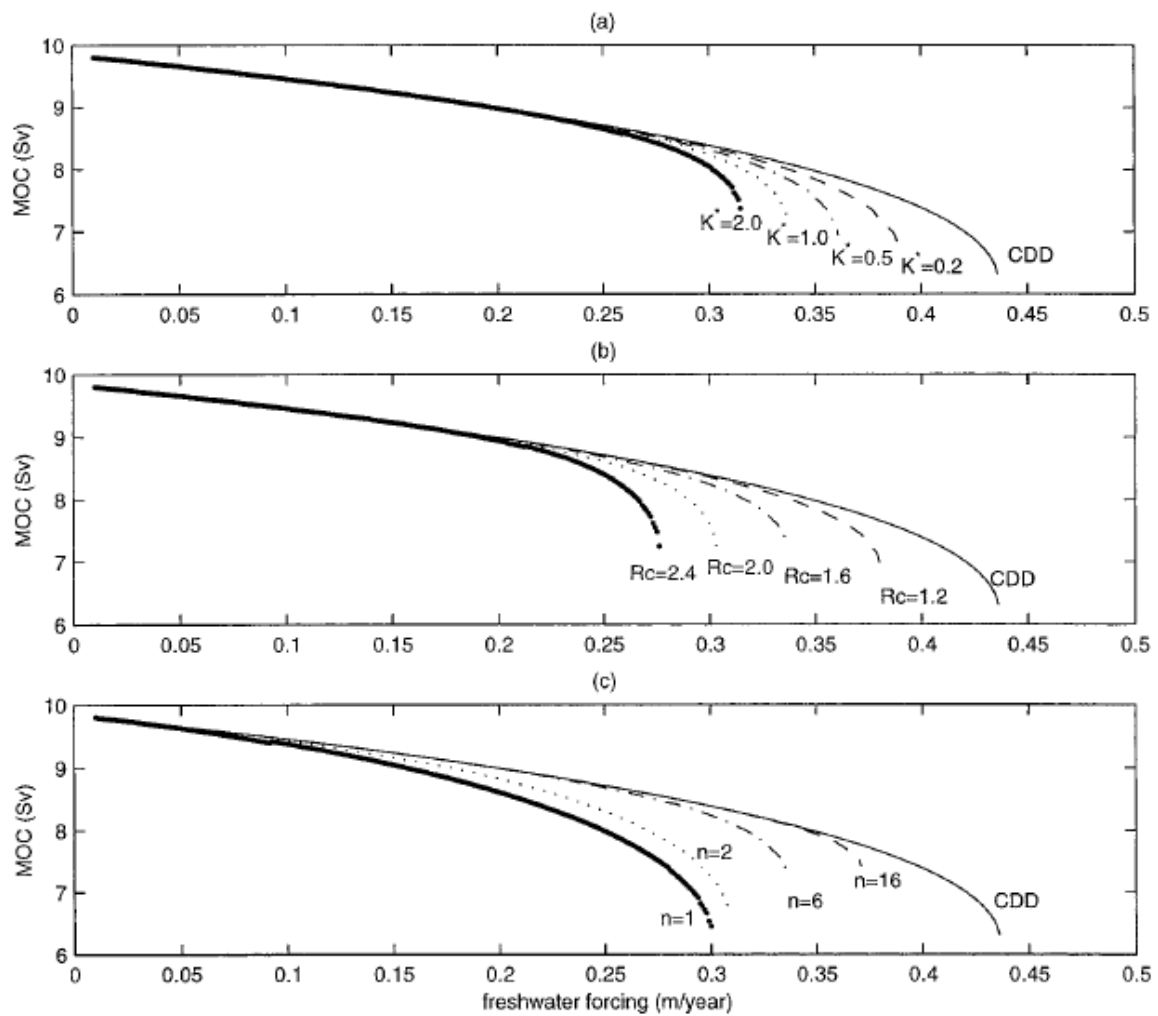 (a)
10
9
8
7
6
MOC (Sv)
K*=2.0
K*=1.0
K*=0.5
K*=0.2
CDD
0 0.05 0.1 0.15 0.2 0.25 0.3 0.35 0.4 0.45 0.5
(b)
10
9
8
7
6
MOC (Sv)
Rc=2.4
Rc=2.0
Rc=1.6
Rc=1.2
CDD
0 0.05 0.1 0.15 0.2 0.25 0.3 0.35 0.4 0.45 0.5
(c)
10
9
8
7
6
MOC (Sv)
n=1
n=2
n=6
n=16
CDD
0 0.05 0.1 0.15 0.2 0.25 0.3 0.35 0.4 0.45 0.5
freshwater forcing (m/year)